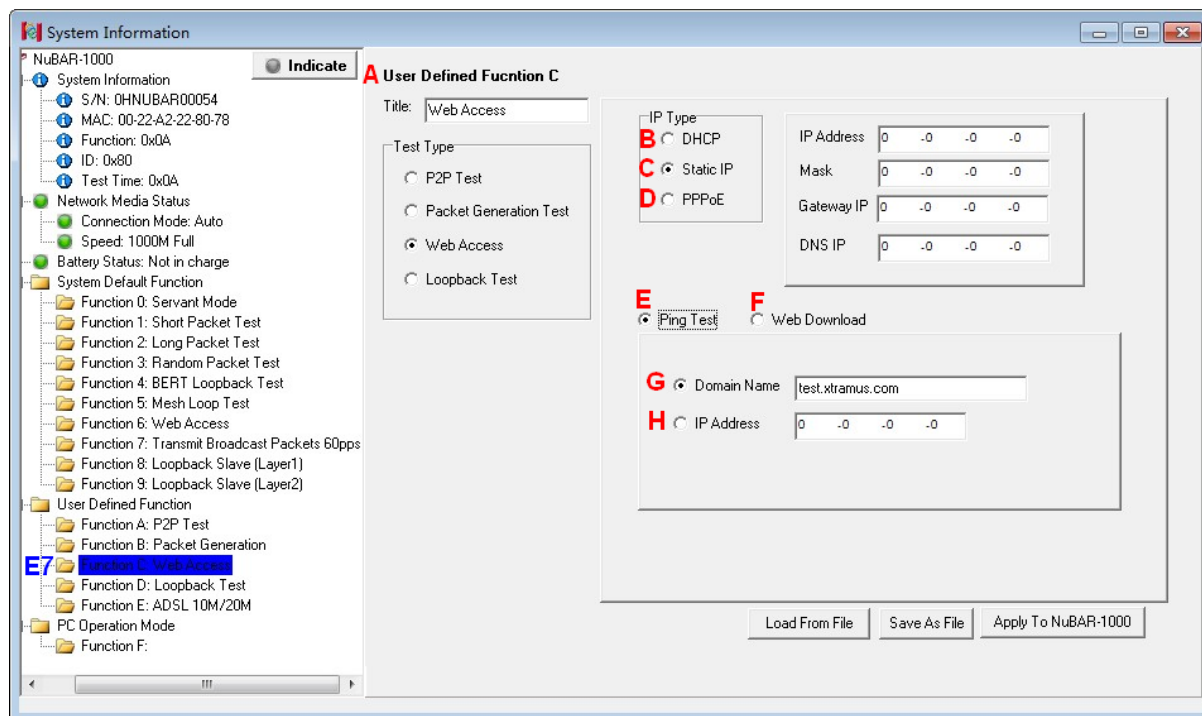 System Information
NuBAR-1000
Indicate
System Information
S/N: 0HNUBAR00054
MAC: 00-22-A2-22-80-78
Function: 0x0A
ID: 0x80
Test Time: 0x0A
Network Media Status
Connection Mode: Auto
Speed: 1000M Full
Battery Status: Not in charge
System Default Function
Function 0: Servant Mode
Function 1: Short Packet Test
Function 2: Long Packet Test
Function 3: Random Packet Test
Function 4: BERT Loopback Test
Function 5: Mesh Loop Test
Function 6: Web Access
Function 7: Transmit Broadcast Packets 60pps
Function 8: Loopback Slave (Layer1)
Function 9: Loopback Slave (Layer2)
User Defined Function
Function A: P2P Test
Function B: Packet Generation
E7 Function C: Web Access
Function D: Loopback Test
Function E: ADSL 10M/20M
PC Operation Mode
Function F:
A User Defined Fucntion C
Title: Web Access
Test Type
P2P Test
Packet Generation Test
Web Access
Loopback Test
IP Type
B DHCP
C Static IP
D PPPoE
IP Address 0 -0 -0 -0
Mask 0 -0 -0 -0
Gateway IP 0 -0 -0 -0
DNS IP 0 -0 -0 -0
E F
Ping Test Web Download
G Domain Name test.xtramus.com
H IP Address 0 -0 -0 -0
Load From File Save As File Apply To NuBAR-1000